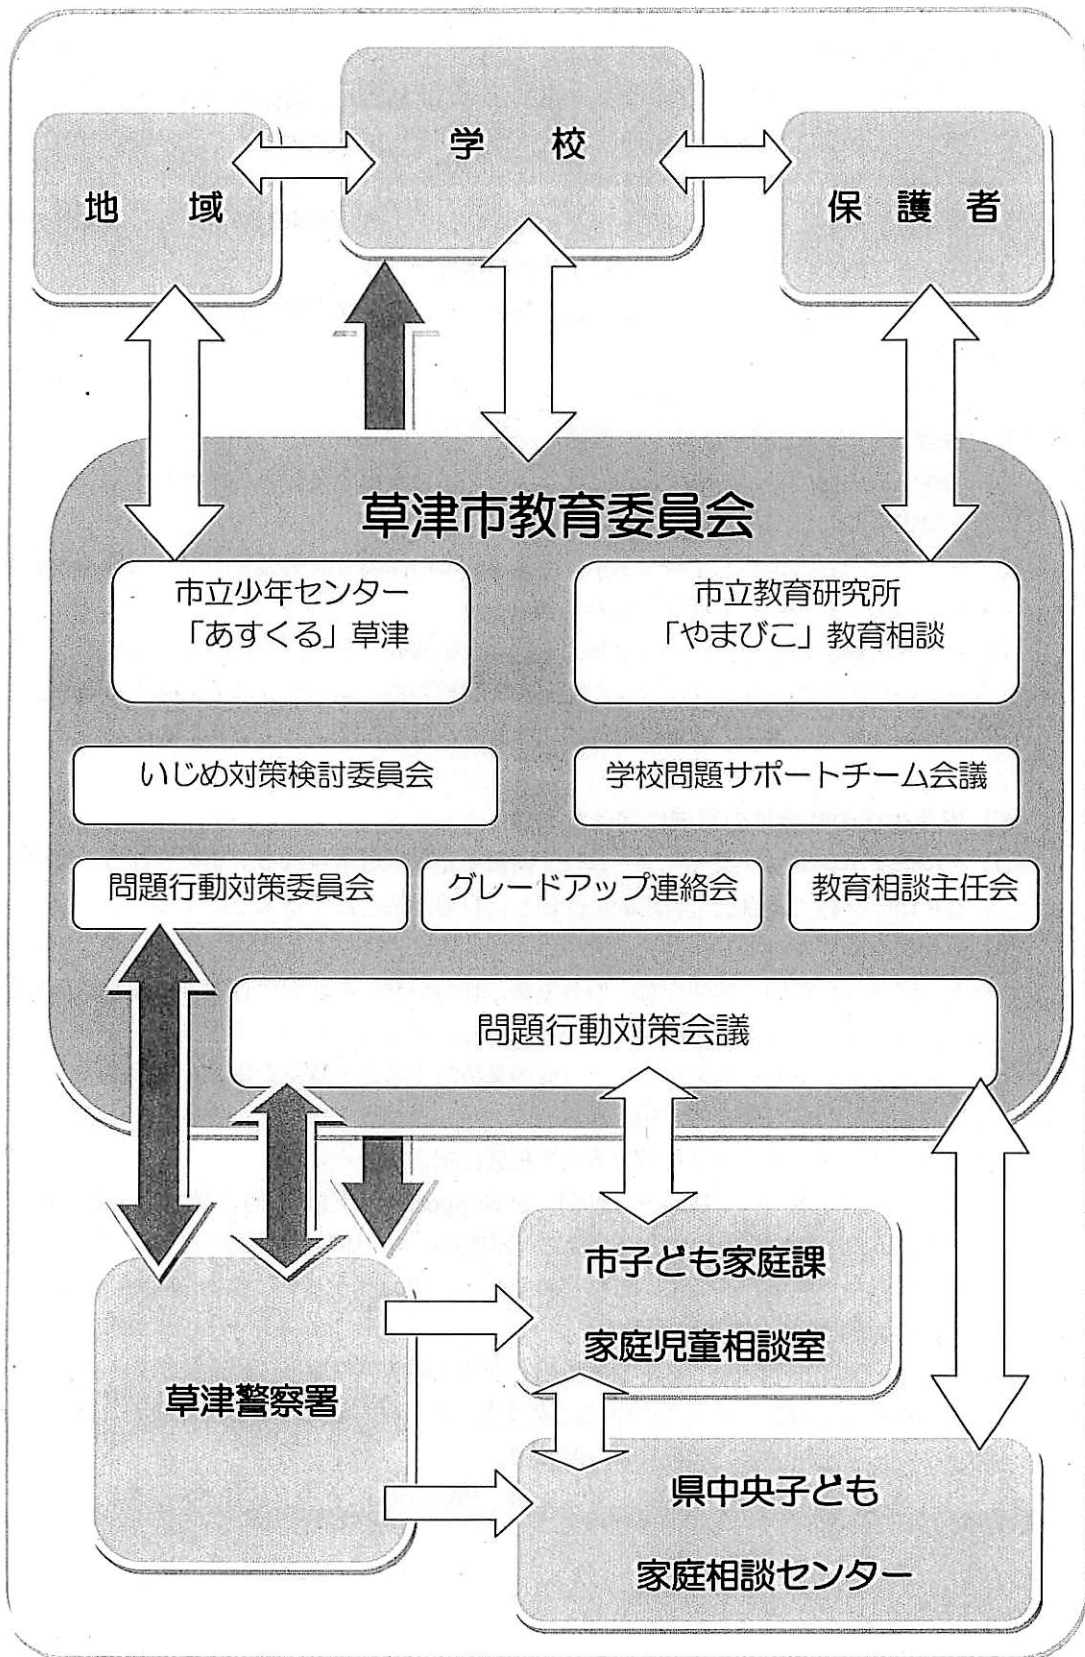 学　校
地　域
保 護 者
草津市教育委員会
市立少年センター
「あすくる」草津
市立教育研究所
「やまびこ」教育相談
いじめ対策検討委員会
学校問題サポートチーム会議
問題行動対策委員会
グレードアップ連絡会
教育相談主任会
問題行動対策会議
市子ども家庭課
家庭児童相談室
草津警察署
県中央子ども
家庭相談センター